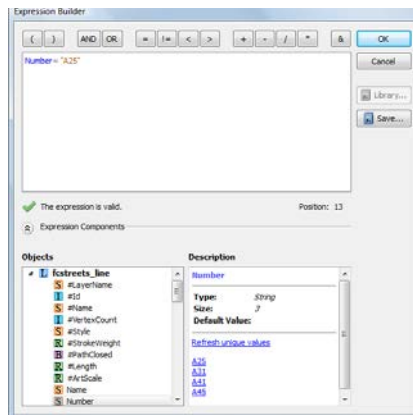 Expression Builder
( ) AND OR = != < > + - / * & OK
Number = "A25"
Cancel
Library...
Save...
The expression is valid.
Position: 13
Expression Components
Objects
L fcstreets_line
S #LayerName
I #Id
S #Name
I #VertexCount
S #Style
R #StrokeWeight
B #PathClosed
R #Length
R #ArtScale
S Name
S Number
Description
Number
Type: String
Size: 3
Default Value:
Refresh unique values
A25
A31
A41
A45